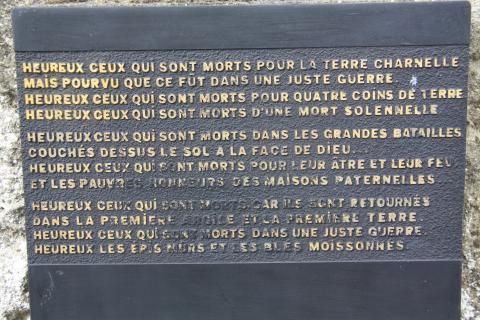 HEUREUX CEUX QUI SONT MORTS POUR LA TERRE CHARNELLE
MAIS POURVU QUE CE FÛT DANS UNE JUSTE GUERRE.
HEUREUX CEUX QUI SONT MORTS POUR QUATRE COINS DE TERRE
HEUREUX CEUX QUI SONT MORTS D'UNE MORT SOLENNELLE
HEUREUX CEUX QUI SONT MORTS DANS LES GRANDES BATAILLES
COUCHÉS DESSUS LE SOL A LA FACE DE DIEU.
HEUREUX CEUX QUI SONT MORTS POUR LEUR ÂTRE ET LEUR FEU
ET LES PAUVRES HONNEURS DES MAISONS PATERNELLES
HEUREUX CEUX QUI SONT MORTS CAR ILS SONT RETOURNÉS
DANS LA PREMIÈRE ARGILE ET LA PREMIÈRE TERRE.
HEUREUX CEUX QUI SONT MORTS DANS UNE JUSTE GUERRE.
HEUREUX LES ÉPIS MURS ET LES BLÉS MOISSONNÉS